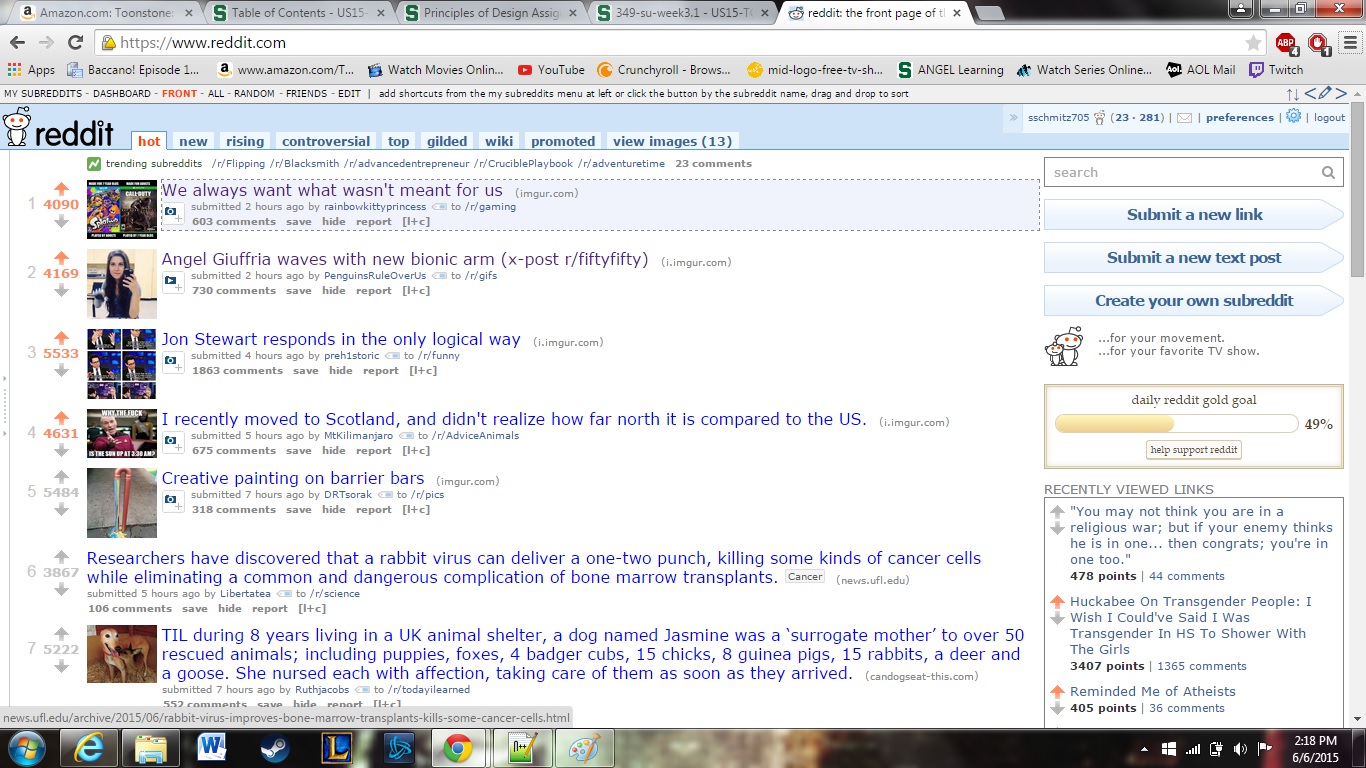 Amazon.com: Toonstone:
Table of Contents - US15-
Principles of Design Assig
349-su-week3.1 - US15-T
reddit: the front page of t
https://www.reddit.com
ABP 4
1
Apps
Baccano! Episode 1...
www.amazon.com/T...
Watch Movies Online...
YouTube
Crunchyroll - Brows...
mid-logo-free-tv-sh...
ANGEL Learning
Watch Series Online...
AOL Mail
Twitch
MY SUBREDDITS - DASHBOARD - FRONT - ALL - RANDOM - FRIENDS - EDIT | add shortcuts from the my subreddits menu at left or click the button by the subreddit name, drag and drop to sort
reddit hot new rising controversial top gilded wiki promoted view images (13)
sschmitz705 (23 · 281) | preferences | logout
trending subreddits /r/Flipping /r/Blacksmith /r/advancedentrepreneur /r/CruciblePlaybook /r/adventuretime 23 comments
1 4090
We always want what wasn't meant for us (imgur.com)
submitted 2 hours ago by rainbowkittyprincess to /r/gaming
603 comments save hide report [l+c]
2 4169
Angel Giuffria waves with new bionic arm (x-post r/fiftyfifty) (i.imgur.com)
submitted 2 hours ago by PenguinsRuleOverUs to /r/gifs
730 comments save hide report [l+c]
3 5533
Jon Stewart responds in the only logical way (i.imgur.com)
submitted 4 hours ago by preh1storic to /r/funny
1863 comments save hide report [l+c]
4 4631
WHY THE FUCK
IS THE SUN UP AT 3:30 AM?
I recently moved to Scotland, and didn't realize how far north it is compared to the US. (i.imgur.com)
submitted 5 hours ago by MtKilimanjaro to /r/AdviceAnimals
675 comments save hide report [l+c]
5 5484
Creative painting on barrier bars (imgur.com)
submitted 7 hours ago by DRTsorak to /r/pics
318 comments save hide report [l+c]
6 3867
Researchers have discovered that a rabbit virus can deliver a one-two punch, killing some kinds of cancer cells
while eliminating a common and dangerous complication of bone marrow transplants. Cancer (news.ufl.edu)
submitted 5 hours ago by Libertatea to /r/science
106 comments save hide report [l+c]
7 5222
TIL during 8 years living in a UK animal shelter, a dog named Jasmine was a ‘surrogate mother’ to over 50
rescued animals; including puppies, foxes, 4 badger cubs, 15 chicks, 8 guinea pigs, 15 rabbits, a deer and
a goose. She nursed each with affection, taking care of them as soon as they arrived. (candogseat-this.com)
submitted 7 hours ago by Ruthjacobs to /r/todayilearned
552 comments save hide report [l+c]
search
Submit a new link
Submit a new text post
Create your own subreddit
...for your movement.
...for your favorite TV show.
daily reddit gold goal
49%
help support reddit
RECENTLY VIEWED LINKS
"You may not think you are in a
religious war; but if your enemy thinks
he is in one... then congrats; you're in
one too."
478 points | 44 comments
Huckabee On Transgender People: I
Wish I Could've Said I Was
Transgender In HS To Shower With
The Girls
3407 points | 1365 comments
Reminded Me of Atheists
405 points | 36 comments
news.ufl.edu/archive/2015/06/rabbit-virus-improves-bone-marrow-transplants-kills-some-cancer-cells.html
2:18 PM
6/6/2015